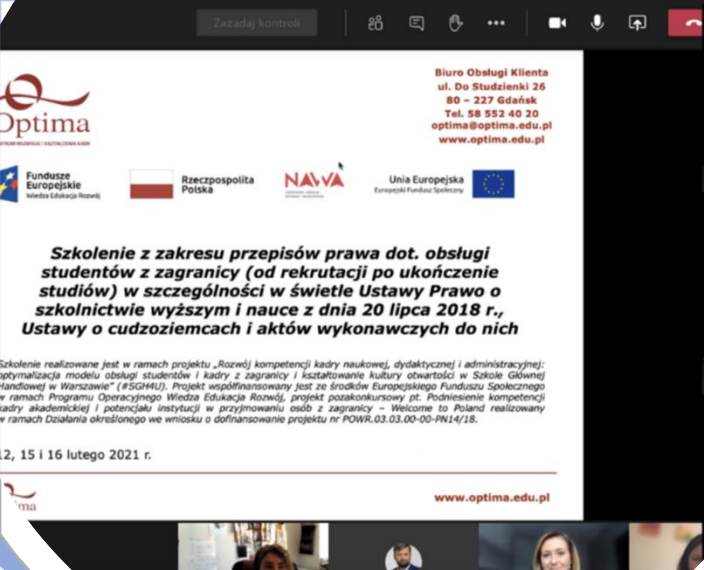 Zażądaj kontroli
Optima
Biuro Obsługi Klienta
ul. Do Studzienki 26
80 – 227 Gdańsk
Tel. 58 552 40 20
optima@optima.edu.pl
www.optima.edu.pl
Fundusze
Europejskie
Wiedza Edukacja Rozwój
Rzeczpospolita
Polska
NAWA
Unia Europejska
Europejski Fundusz Społeczny
Szkolenie z zakresu przepisów prawa dot. obsługi
studentów z zagranicy (od rekrutacji po ukończenie
studiów) w szczególności w świetle Ustawy Prawo o
szkolnictwie wyższym i nauce z dnia 20 lipca 2018 r.,
Ustawy o cudzoziemcach i aktów wykonawczych do nich
Szkolenie realizowane jest w ramach projektu „Rozwój kompetencji kadry naukowej, dydaktycznej i administracyjnej:
optymalizacja modelu obsługi studentów i kadry z zagranicy i kształtowanie kultury otwartości w Szkole Głównej
Handlowej w Warszawie” (#SGH4U). Projekt współfinansowany jest ze środków Europejskiego Funduszu Społecznego
w ramach Programu Operacyjnego Wiedza Edukacja Rozwój, projekt pozakonkursowy pt. Podniesienie kompetencji
kadry akademickiej i potencjału instytucji w przyjmowaniu osób z zagranicy – Welcome to Poland realizowany
w ramach Działania określonego we wniosku o dofinansowanie projektu nr POWR.03.03.00-00-PN14/18.
12, 15 i 16 lutego 2021 r.
ima
www.optima.edu.pl